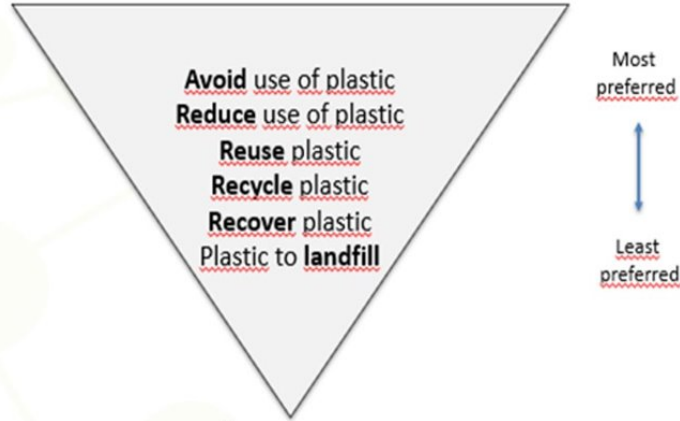 Avoid use of plastic
Reduce use of plastic
Reuse plastic
Recycle plastic
Recover plastic
Plastic to landfill
Most
preferred
Least
preferred